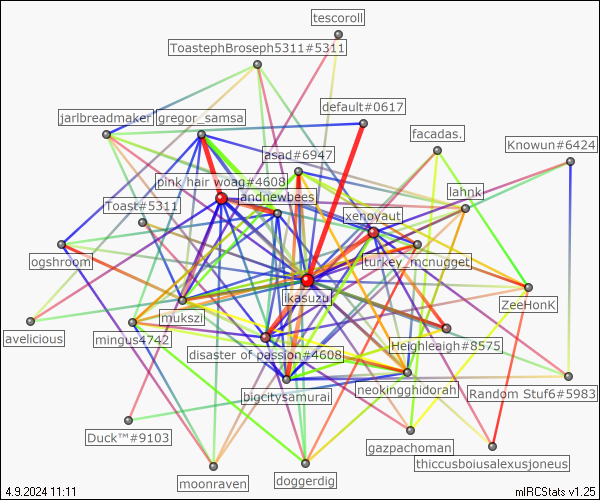 tescoroll
ToastephBroseph5311#5311
default#0617
jarlbreadmaker
gregor_samsa
facadas.
Knowun#6424
asad#6947
pink hair woag#4608
lahnk
andnewbees
Toast#5311
xenoyaut
turkey_mcnugget
ogshroom
ikasuzu
ZeeHonK
mukszi
avelicious
mingus4742
Heighleaigh#8575
disaster of passion#4608
bigcitysamurai
neokingghidorah
Random Stuf6#5983
Duck™#9103
gazpachoman
thiccusboiusalexusjoneus
moonraven
doggerdig
4.9.2024 11:11
mIRCStats v1.25